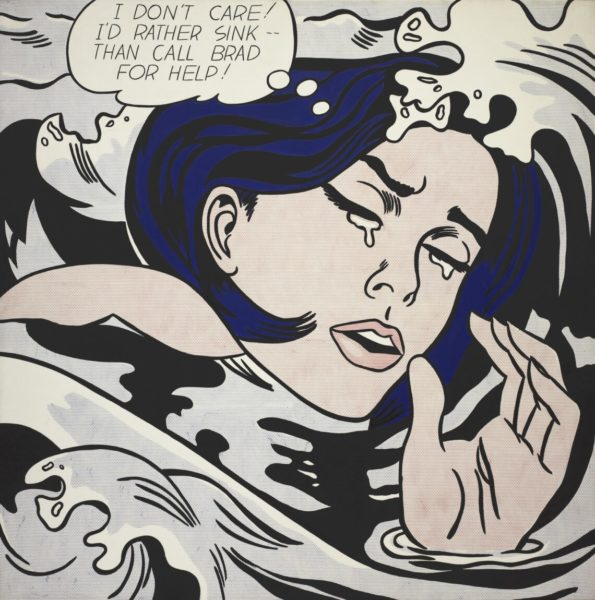 I DON'T CARE!
I'D RATHER SINK --
THAN CALL BRAD
FOR HELP!